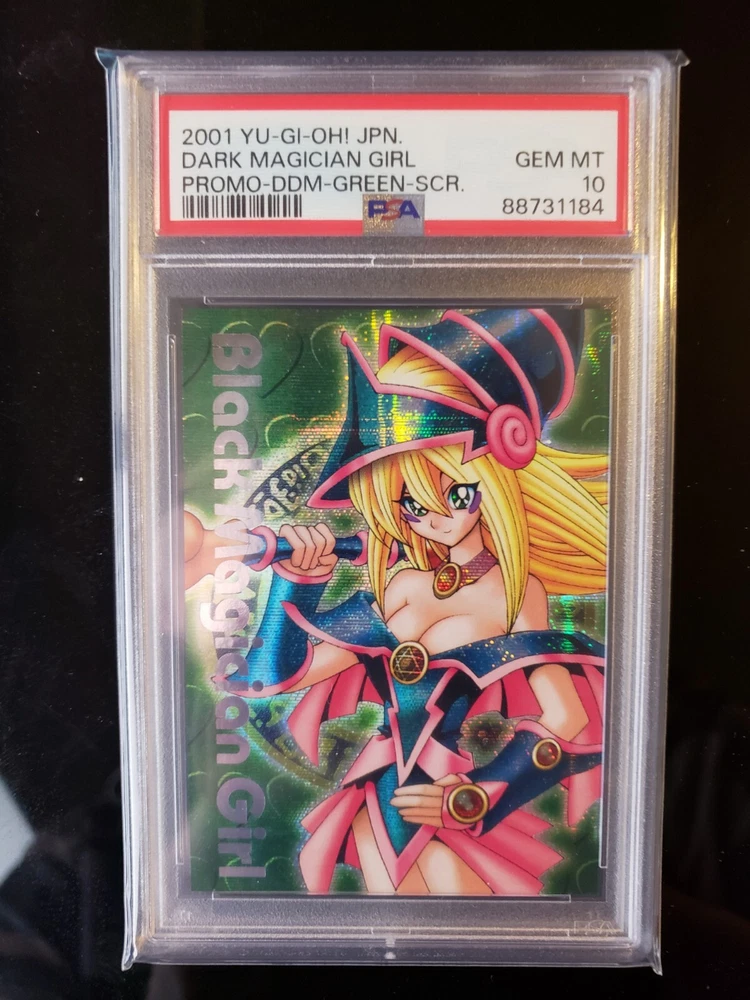 2001 YU-GI-OH! JPN.
DARK MAGICIAN GIRL GEM MT
PROMO-DDM-GREEN-SCR. 10
88731184
PSA
Black Magician Girl